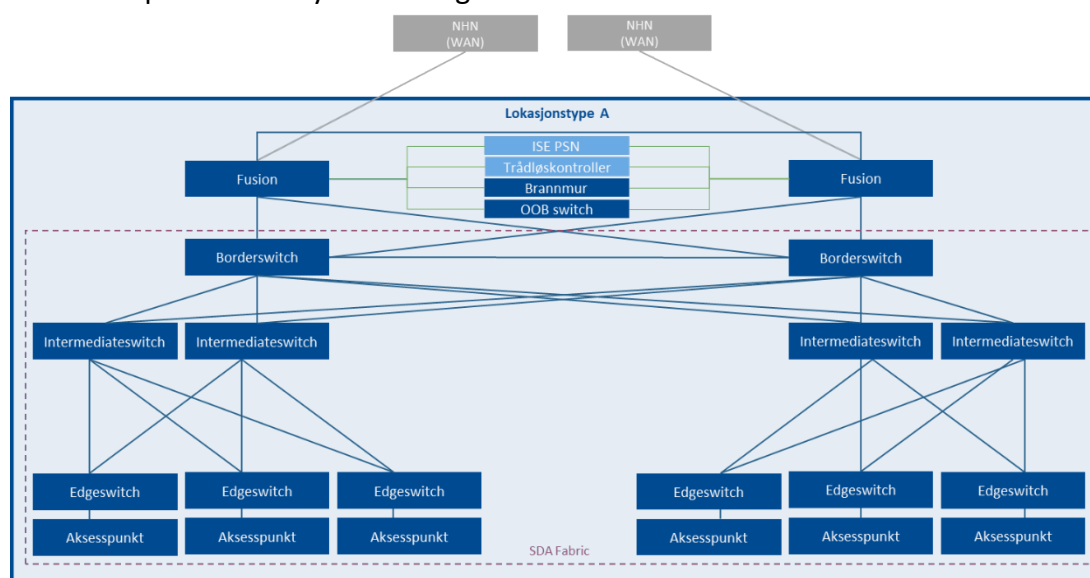 NHN
(WAN)
NHN
(WAN)
Lokasjonstype A
ISE PSN
Trådløskontroller
Brannmur
OOB switch
Fusion
Fusion
Borderswitch
Borderswitch
Intermediateswitch
Intermediateswitch
Intermediateswitch
Intermediateswitch
Edgeswitch
Edgeswitch
Edgeswitch
Edgeswitch
Edgeswitch
Edgeswitch
Aksesspunkt
Aksesspunkt
Aksesspunkt
Aksesspunkt
Aksesspunkt
Aksesspunkt
SDA Fabric